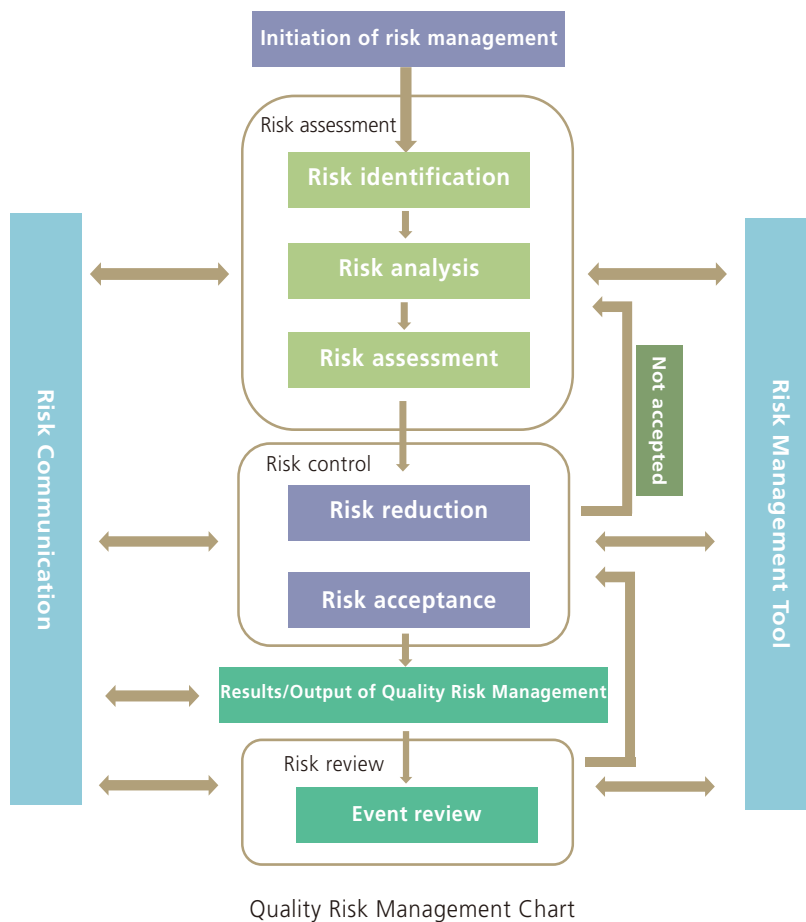 Initiation of risk management
Risk assessment
Risk identification
Risk analysis
Risk assessment
Risk control
Risk reduction
Risk acceptance
Results/Output of Quality Risk Management
Risk review
Event review
Risk Communication
Not accepted
Risk Management Tool
Quality Risk Management Chart